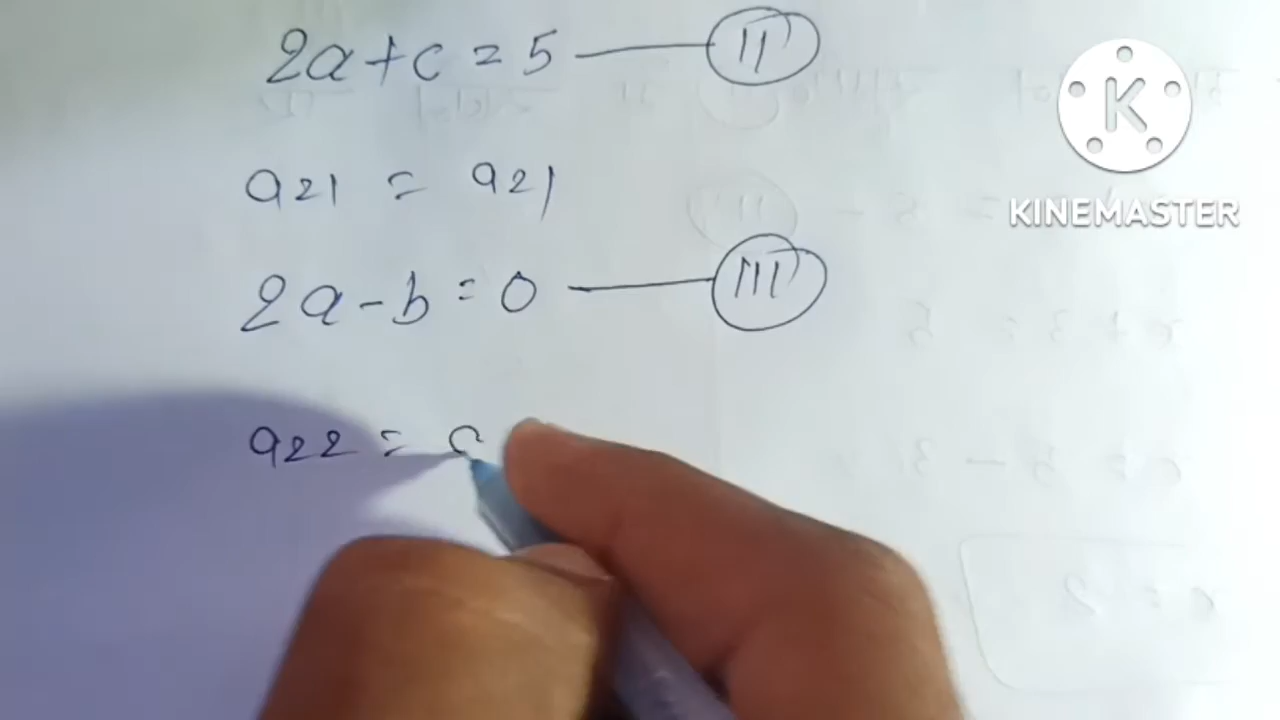 2a + c = 5 — II
a21 = a21
2a - b = 0 — III
a22 =
K
KINEMASTER